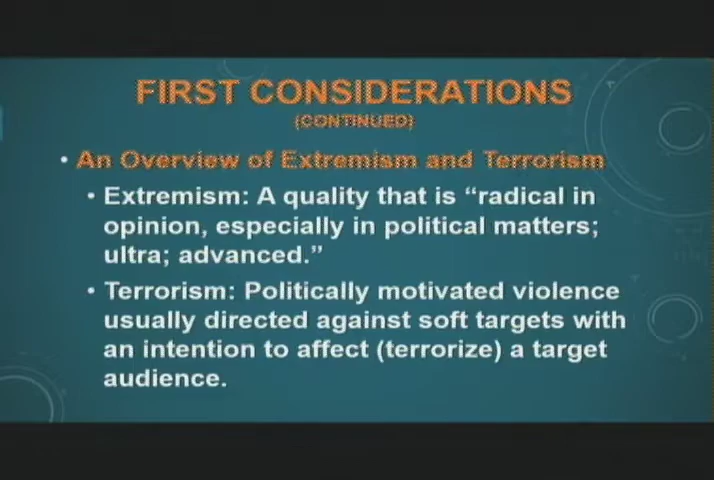 FIRST CONSIDERATIONS
(CONTINUED)
• An Overview of Extremism and Terrorism
• Extremism: A quality that is “radical in
opinion, especially in political matters;
ultra; advanced.”
• Terrorism: Politically motivated violence
usually directed against soft targets with
an intention to affect (terrorize) a target
audience.